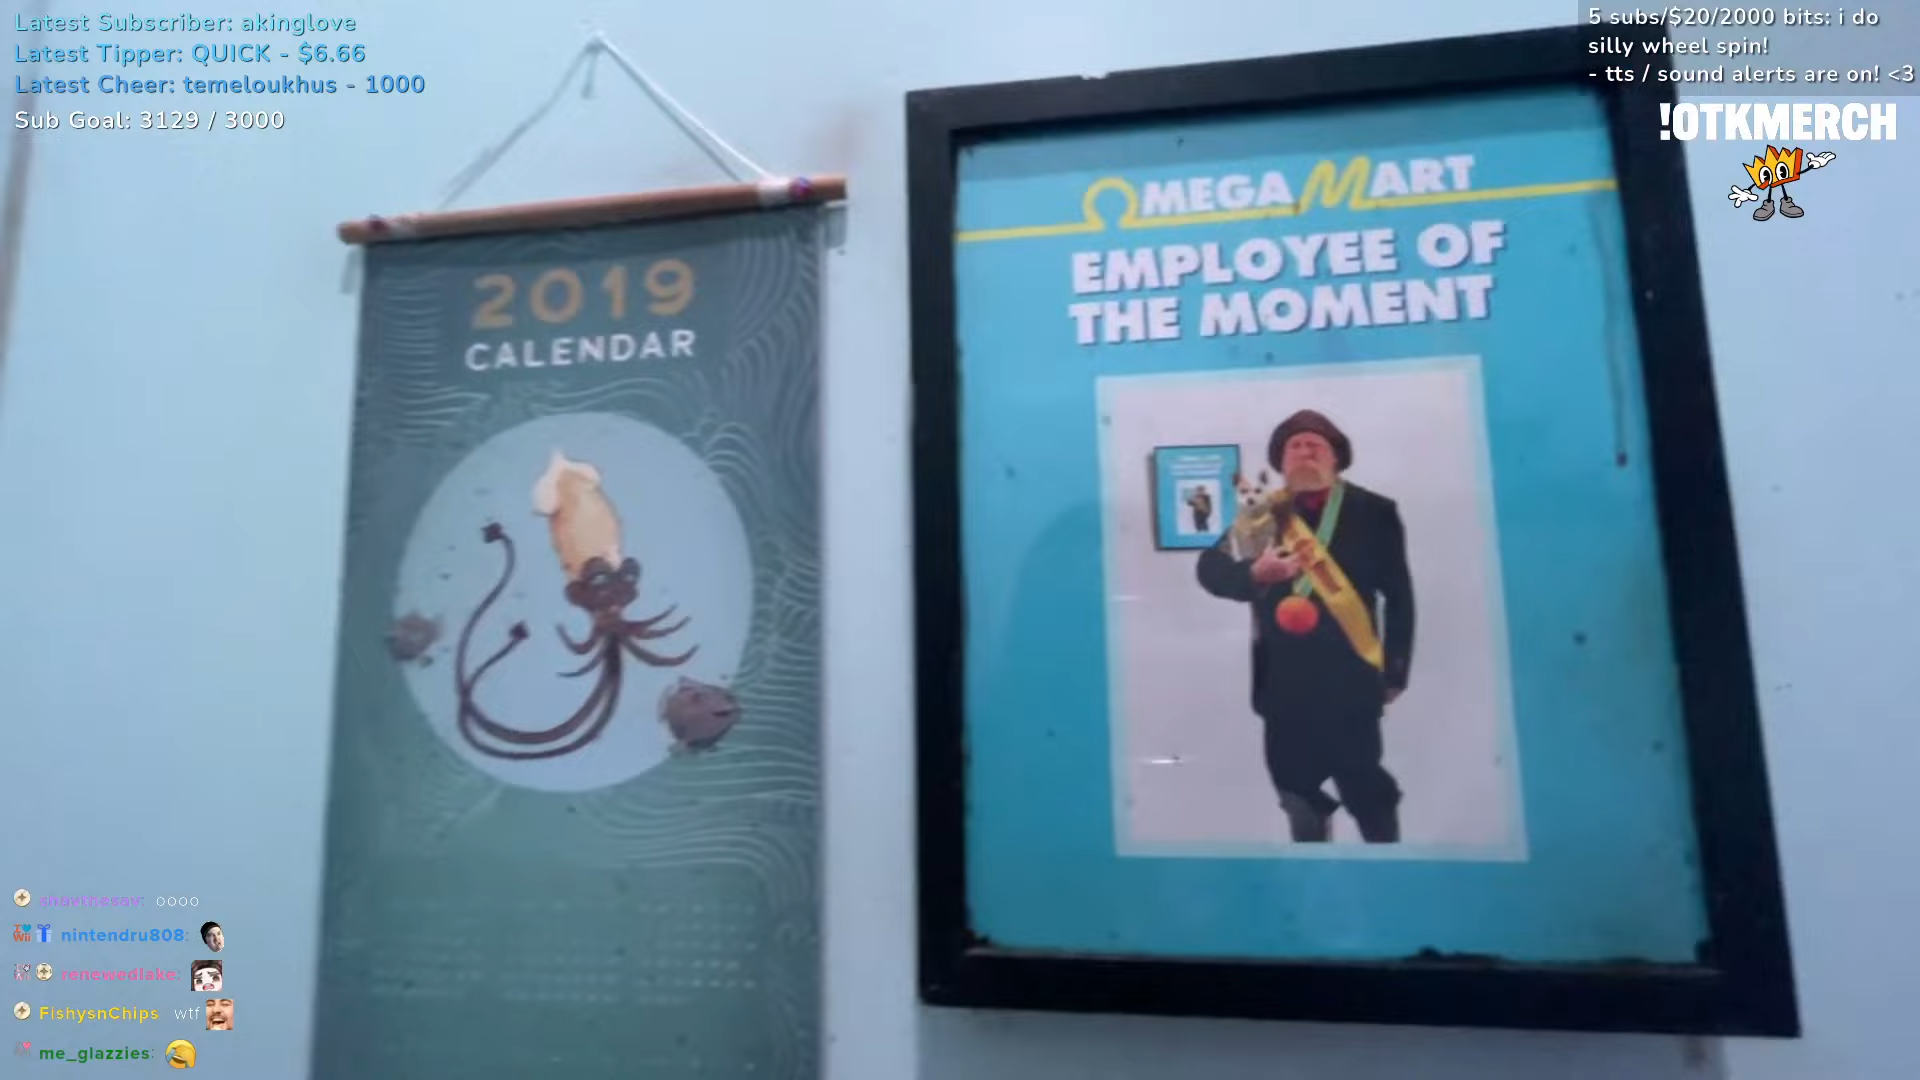 Latest Subscriber: akinglove
Latest Tipper: QUICK - $6.66
Latest Cheer: temeloukhus - 1000
Sub Goal: 3129 / 3000
5 subs/$20/2000 bits: i do
silly wheel spin!
- tts / sound alerts are on! <3
!OTKMERCH
2019
CALENDAR
ΩMEGA MART
EMPLOYEE OF
THE MOMENT
oooo
nintendru808:
renewedlake:
FishysnChips wtf
me_glazzies: